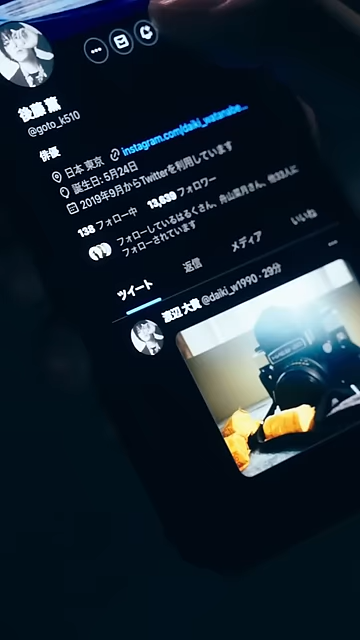 後藤 薫
@goto_k510
俳優
日本 東京 instagram.com/daiki_watanabe...
誕生日: 5月24日
2019年9月からTwitterを利用しています
138 フォロー中 13,639 フォロワー
フォローしているはるくさん、舟山菜月さん、他33人に
フォローされています
ツイート 返信 メディア いいね
渡辺 大貴 @daiki_w1990 · 29分